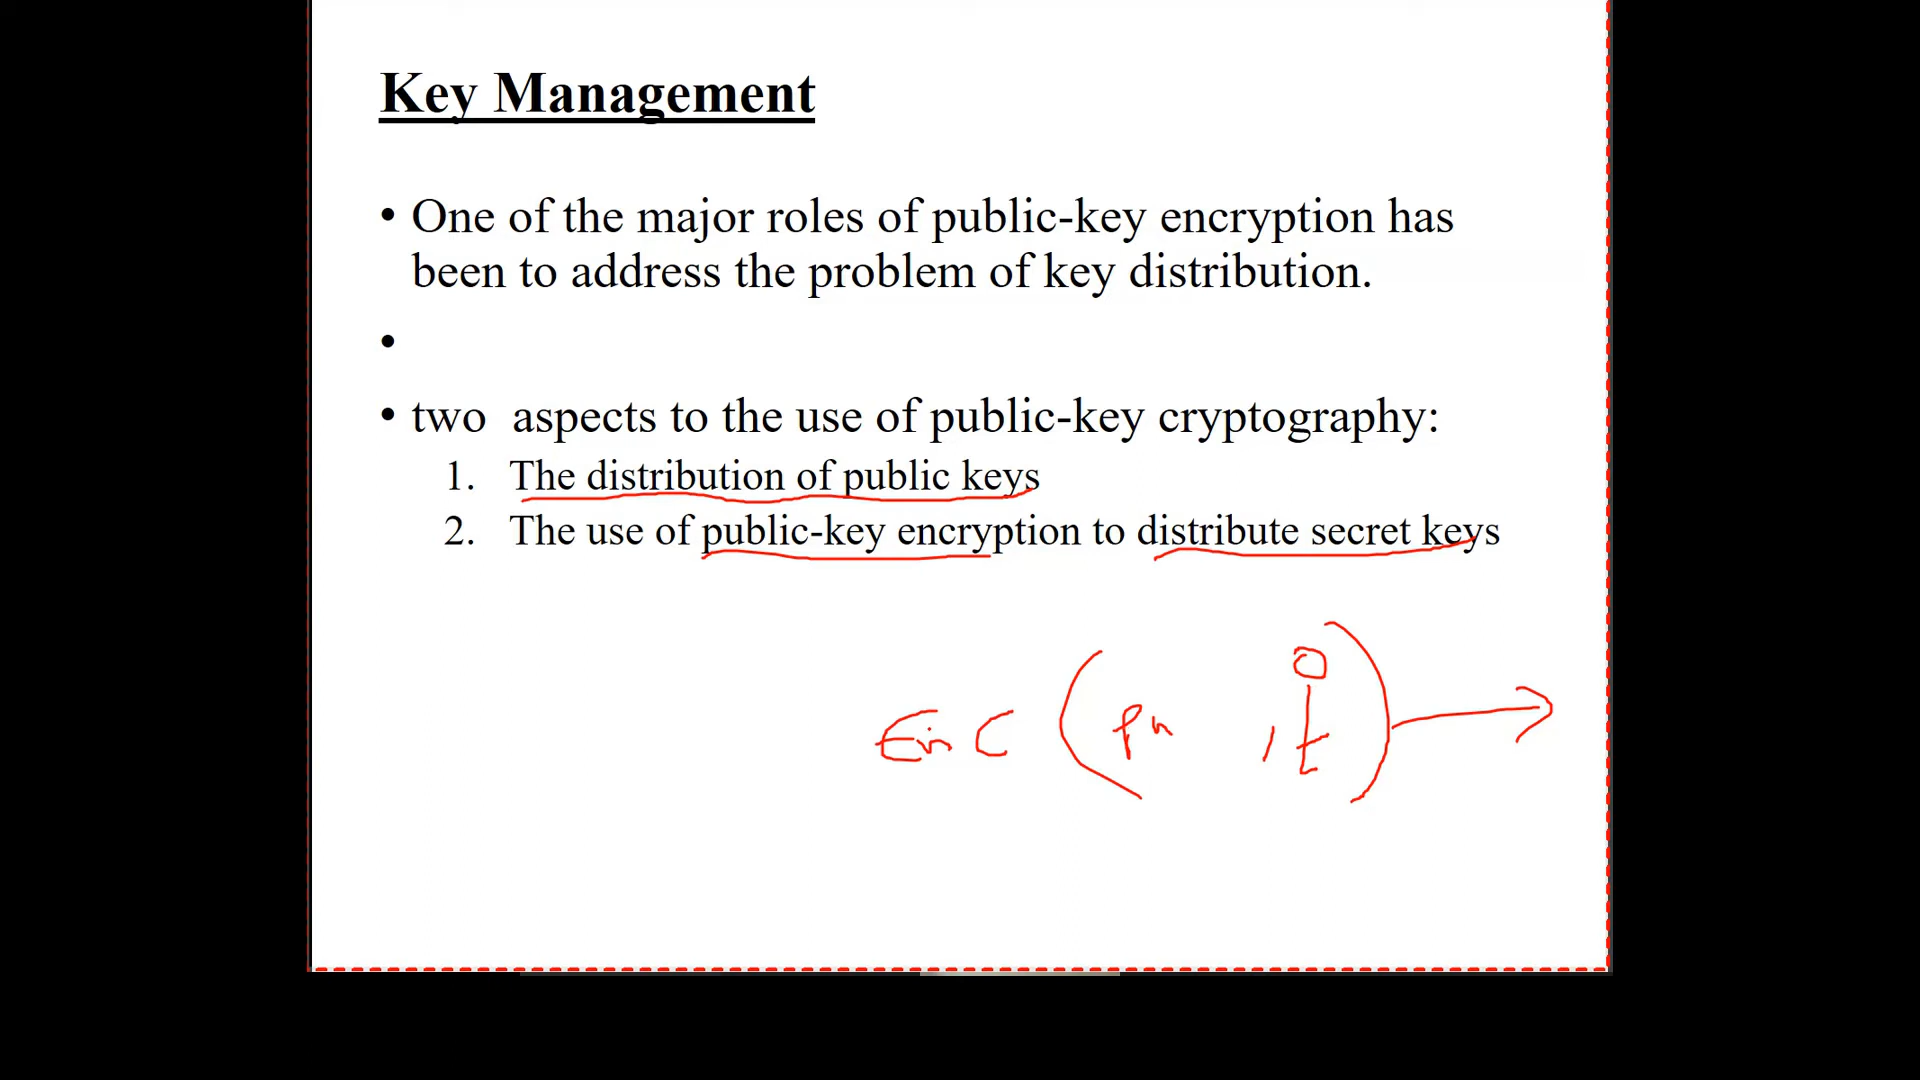 Key Management
• One of the major roles of public-key encryption has
been to address the problem of key distribution.
•
• two aspects to the use of public-key cryptography:
1. The distribution of public keys
2. The use of public-key encryption to distribute secret keys
Enc (